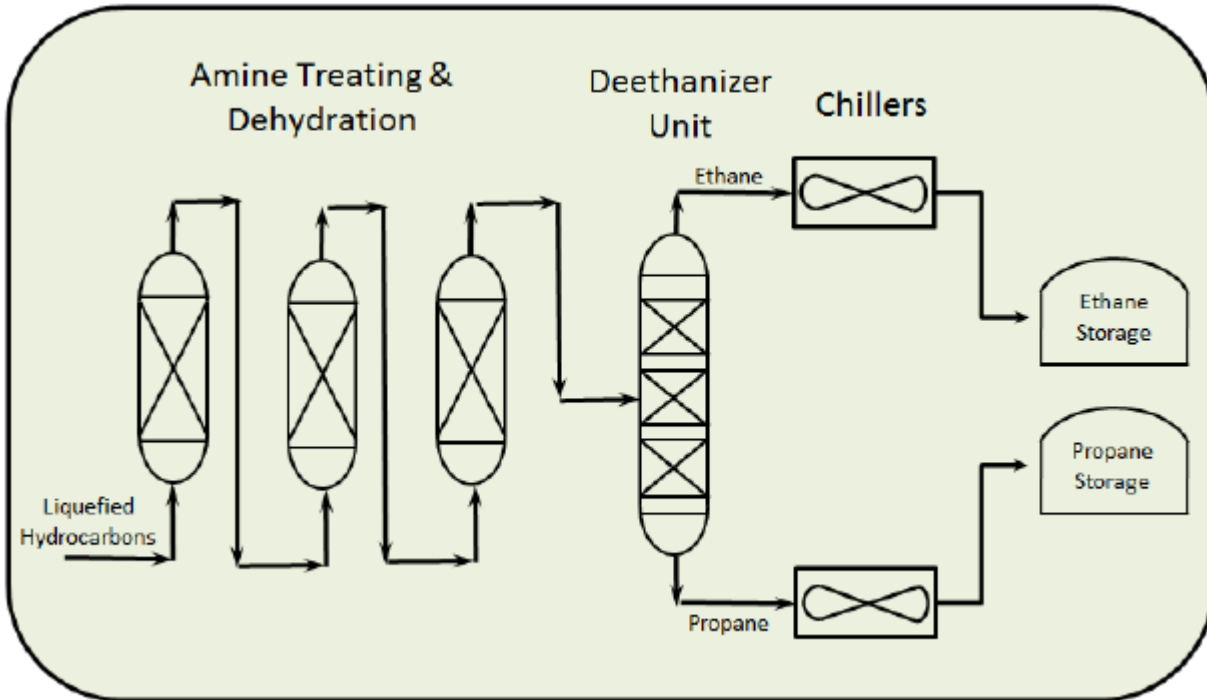 Amine Treating &
Dehydration
Deethanizer
Unit
Chillers
Ethane
Ethane
Storage
Propane
Storage
Liquefied
Hydrocarbons
Propane